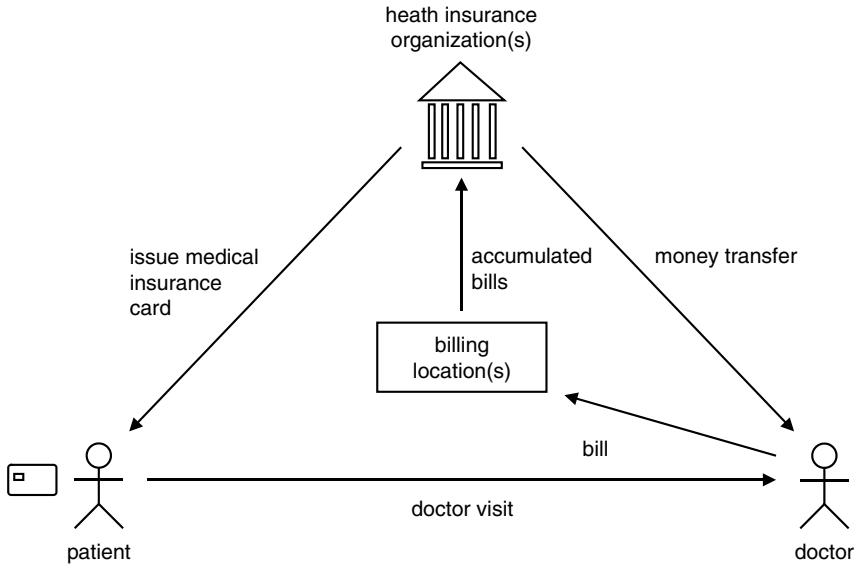 heath insurance
organization(s)
issue medical
insurance
card
accumulated
bills
money transfer
billing
location(s)
bill
doctor visit
patient
doctor